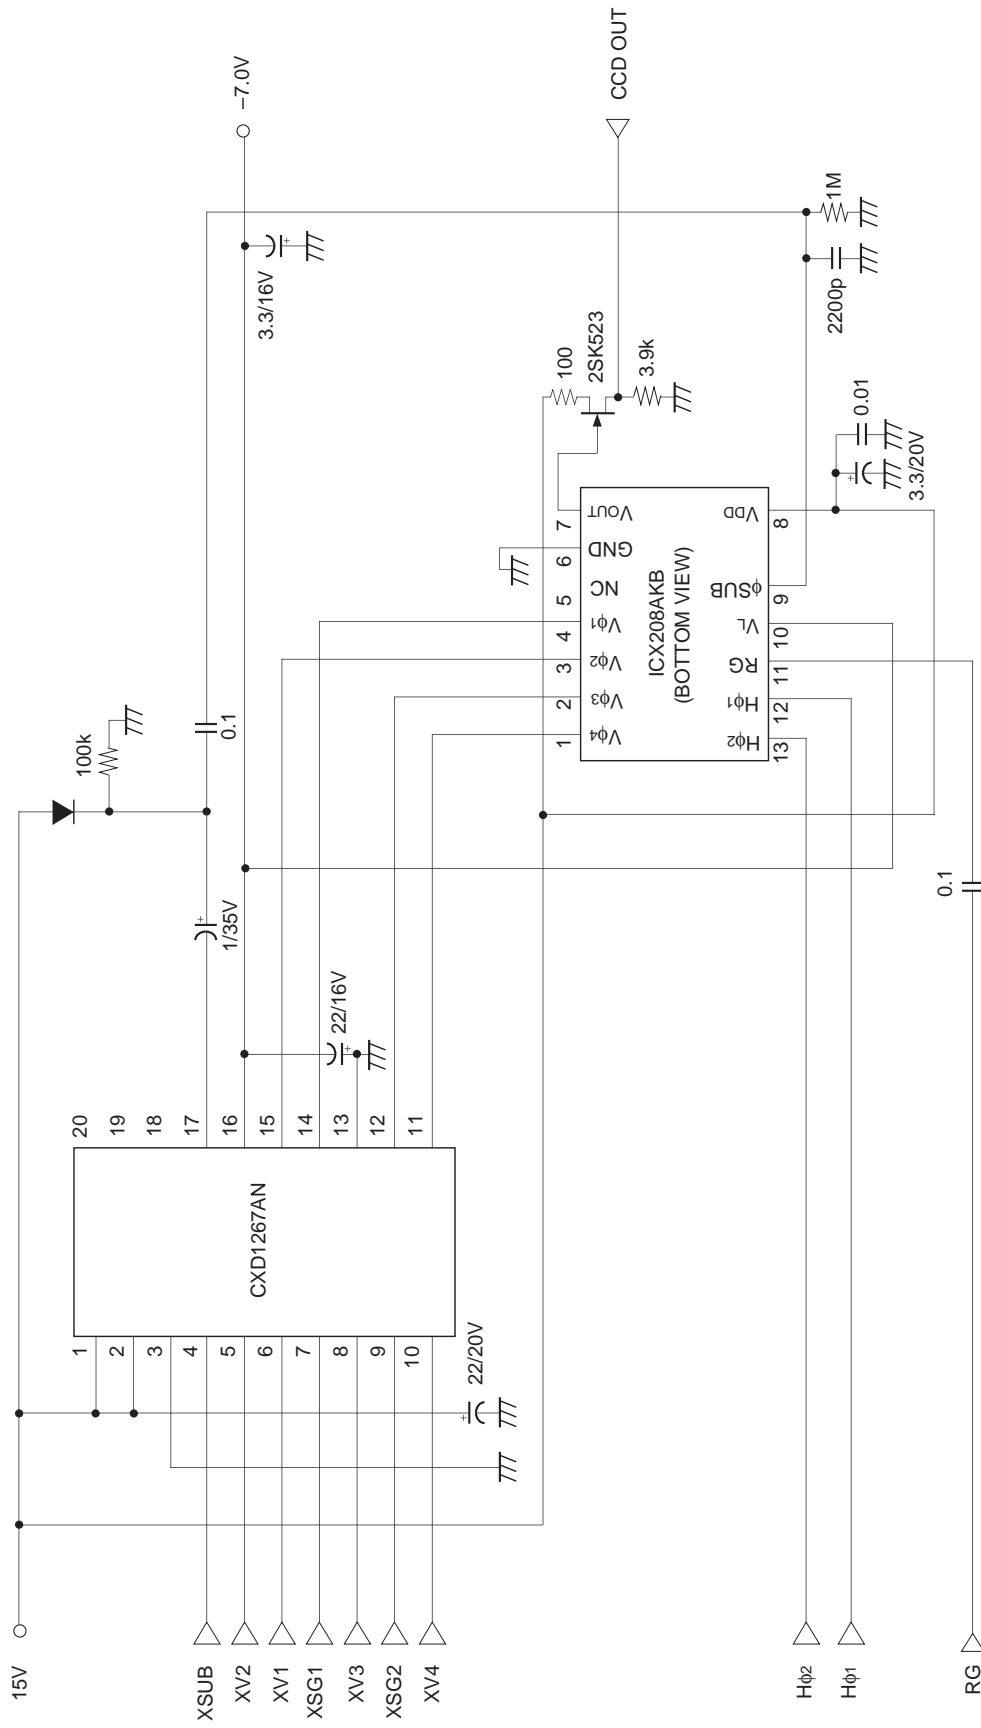 15V
XSUB
XV2
XV1
XSG1
XV3
XSG2
XV4
Hϕ2
Hϕ1
RG
22/20V
1
2
3
4
5
6
7
8
9
10
CXD1267AN
20
19
18
17
16
15
14
13
12
11
22/16V
1/35V
100k
0.1
0.1
−7.0V
3.3/16V
CCD OUT
100
2SK523
3.9k
1M
2200p
0.01
3.3/20V
ICX208AKB
(BOTTOM VIEW)
7
6
5
4
3
2
1
VOUT
GND
NC
Vϕ1
Vϕ2
Vϕ3
Vϕ4
VDD
ϕSUB
VL
RG
Hϕ1
Hϕ2
8
9
10
11
12
13